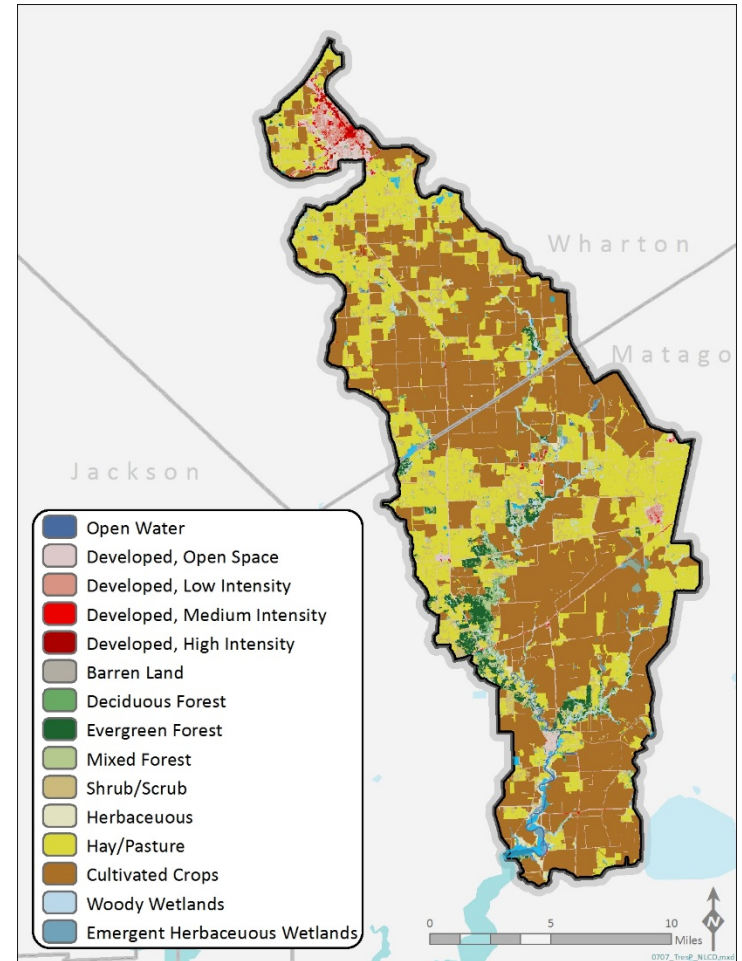 Wharton
Matago
Jackson
Open Water
Developed, Open Space
Developed, Low Intensity
Developed, Medium Intensity
Developed, High Intensity
Barren Land
Deciduous Forest
Evergreen Forest
Mixed Forest
Shrub/Scrub
Herbaceuous
Hay/Pasture
Cultivated Crops
Woody Wetlands
Emergent Herbaceuous Wetlands
N
0 5 10
Miles
0707_TresP_NLCD.mxd